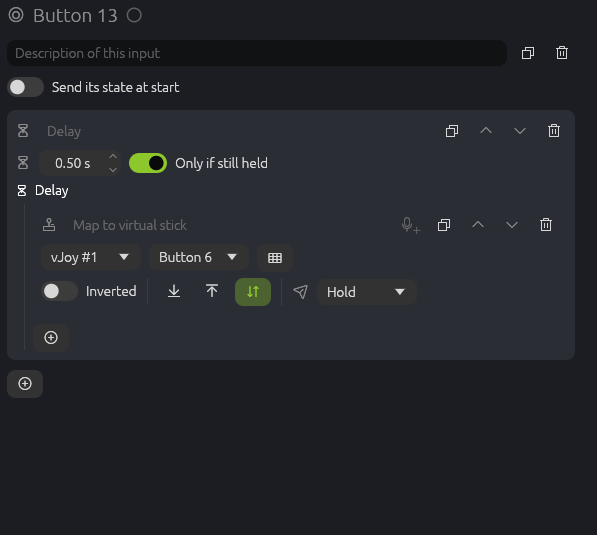 Button 13
Description of this input
Send its state at start
Delay
0.50 s Only if still held
Delay
Map to virtual stick
vJoy #1 Button 6
Inverted Hold